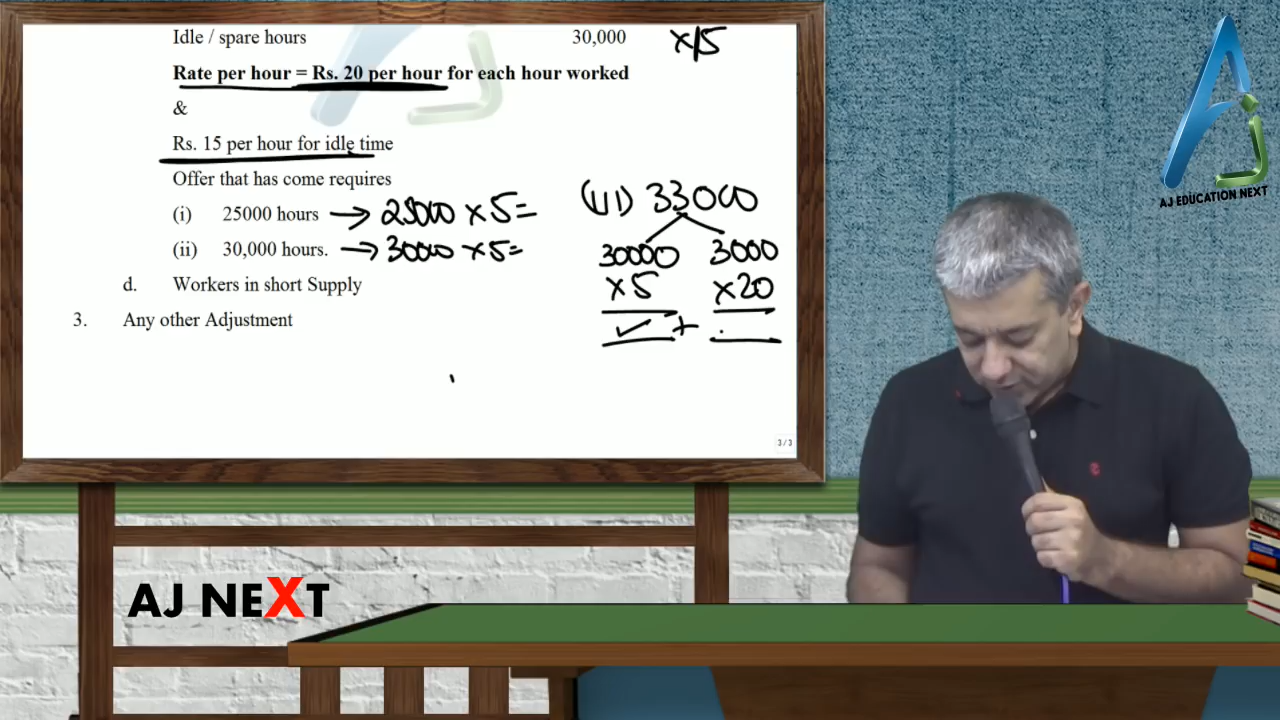 Idle / spare hours 30,000 x 15
Rate per hour = Rs. 20 per hour for each hour worked
&
Rs. 15 per hour for idle time
Offer that has come requires
(i) 25000 hours → 25000 x 5 =
(ii) 30,000 hours. → 30000 x 5 =
(iii) 33000
30000 3000
x 5 x 20
✓ + .
d. Workers in short Supply
3. Any other Adjustment
3/3
AJ EDUCATION NEXT
AJ NEXT